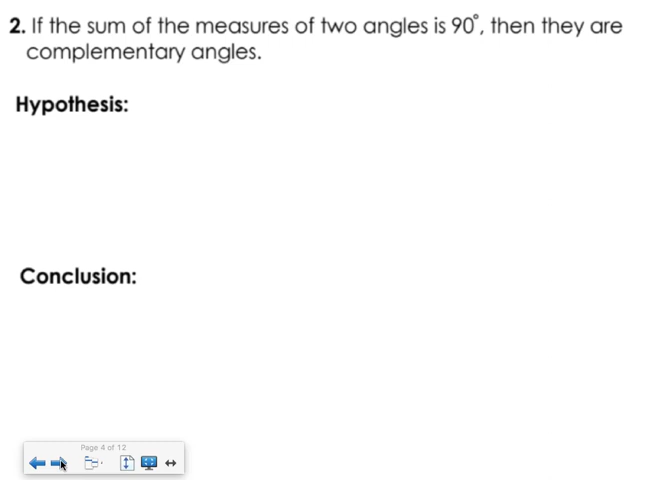 2. If the sum of the measures of two angles is 90°, then they are
complementary angles.
Hypothesis:
Conclusion:
Page 4 of 12